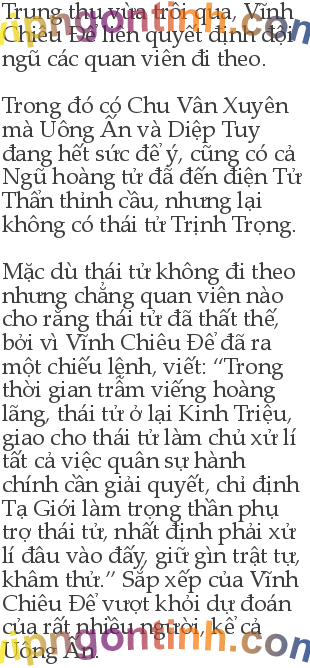 Trung thu vừa trôi qua, Vĩnh
Chiêu Đế liền quyết định đội
ngũ các quan viên đi theo.
Trong đó có Chu Vân Xuyên
mà Uông Ấn và Diệp Tuy
đang hết sức để ý, cũng có cả
Ngũ hoàng tử đã đến điện Tử
Thần thỉnh cầu, nhưng lại
không có thái tử Trịnh Trọng.
Mặc dù thái tử không đi theo
nhưng chẳng quan viên nào
cho rằng thái tử đã thất thế,
bởi vì Vĩnh Chiêu Đế đã ra
một chiếu lệnh, viết: “Trong
thời gian trẫm viếng hoàng
lăng, thái tử ở lại Kinh Triệu,
giao cho thái tử làm chủ xử lí
tất cả việc quân sự hành
chính cần giải quyết, chỉ định
Tạ Giới làm trọng thần phụ
trợ thái tử, nhất định phải xử
lí đâu vào đấy, giữ gìn trật tự,
khâm thử.” Sắp xếp của Vĩnh
Chiêu Đế vượt khỏi dự đoán
của rất nhiều người, kể cả
Uông Ấn.